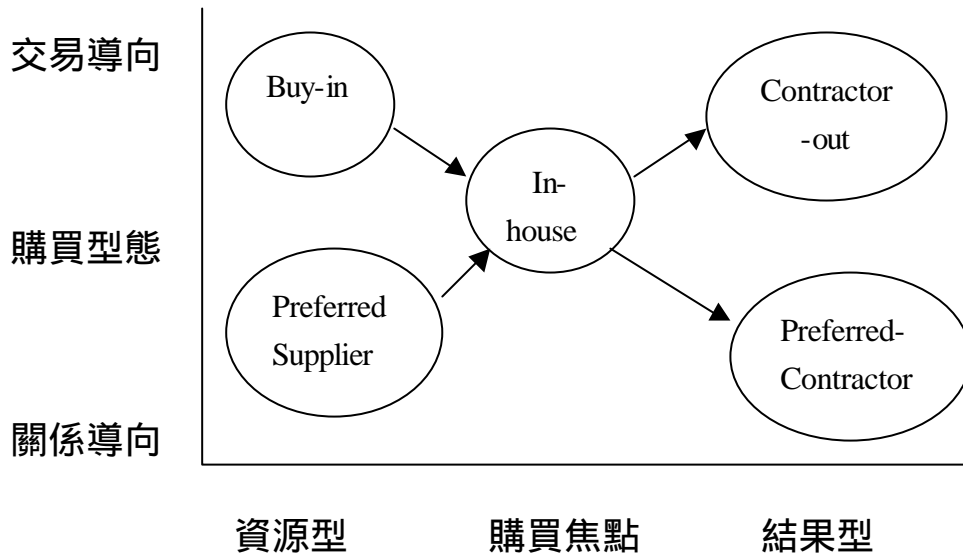 交易導向
Buy-in
Contractor
-out
In-
house
購買型態
Preferred
Supplier
Preferred-
Contractor
關係導向
資源型 購買焦點 結果型